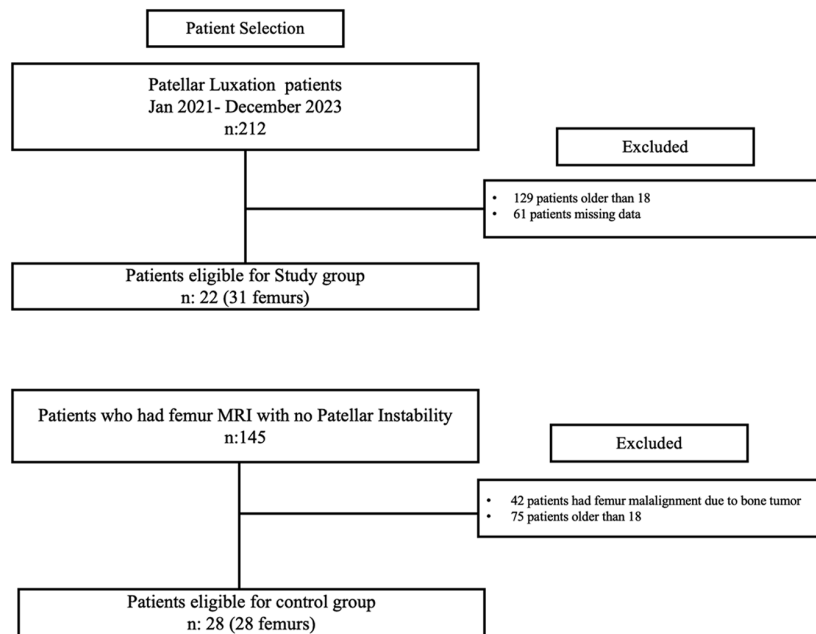 Patient Selection
Patellar Luxation patients
Jan 2021- December 2023
n:212
Excluded
• 129 patients older than 18
• 61 patients missing data
Patients eligible for Study group
n: 22 (31 femurs)
Patients who had femur MRI with no Patellar Instability
n:145
Excluded
• 42 patients had femur malalignment due to bone tumor
• 75 patients older than 18
Patients eligible for control group
n: 28 (28 femurs)